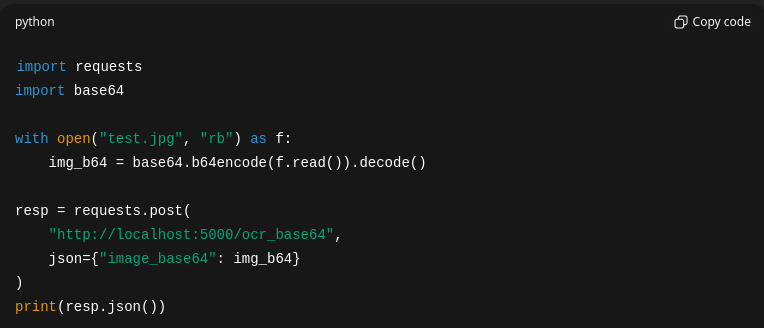 python
Copy code
import requests
import base64

with open("test.jpg", "rb") as f:
    img_b64 = base64.b64encode(f.read()).decode()

resp = requests.post(
    "http://localhost:5000/ocr_base64",
    json={"image_base64": img_b64}
)
print(resp.json())